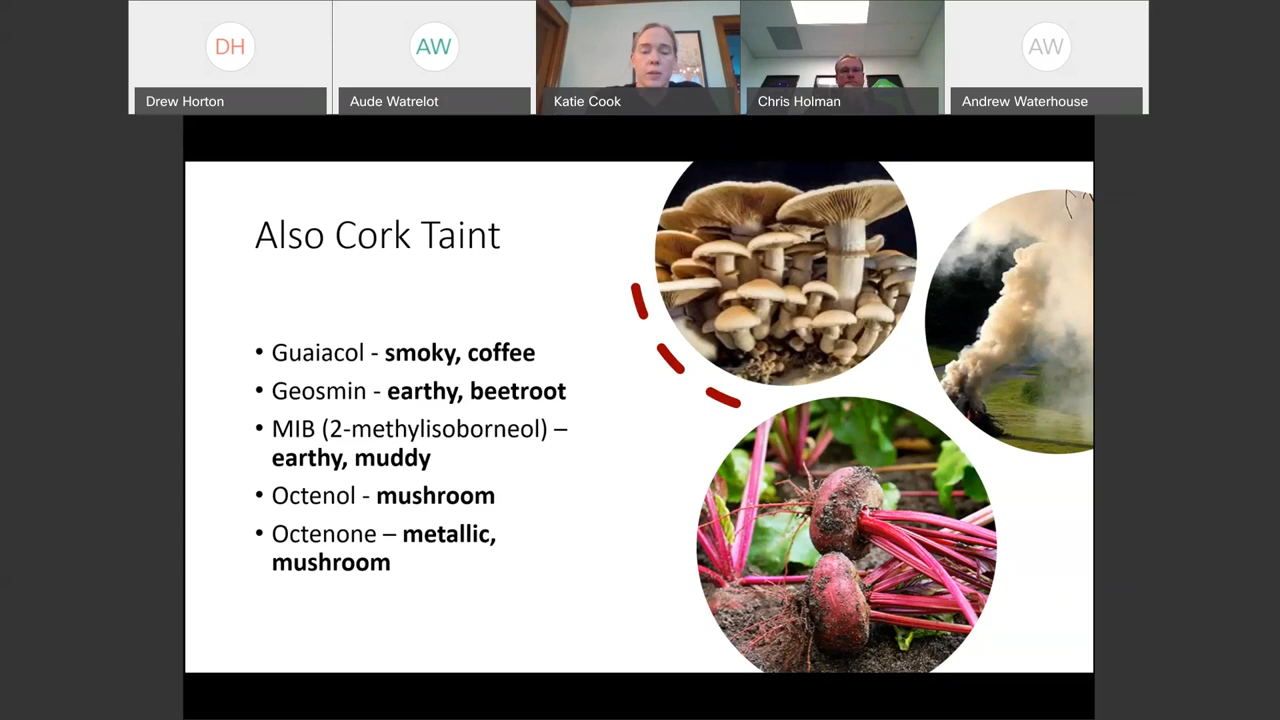 DH
AW
AW
Drew Horton
Aude Watrelot
Katie Cook
Chris Holman
Andrew Waterhouse
Also Cork Taint
• Guaiacol - smoky, coffee
• Geosmin - earthy, beetroot
• MIB (2-methylisoborneol) –
earthy, muddy
• Octenol - mushroom
• Octenone – metallic,
mushroom